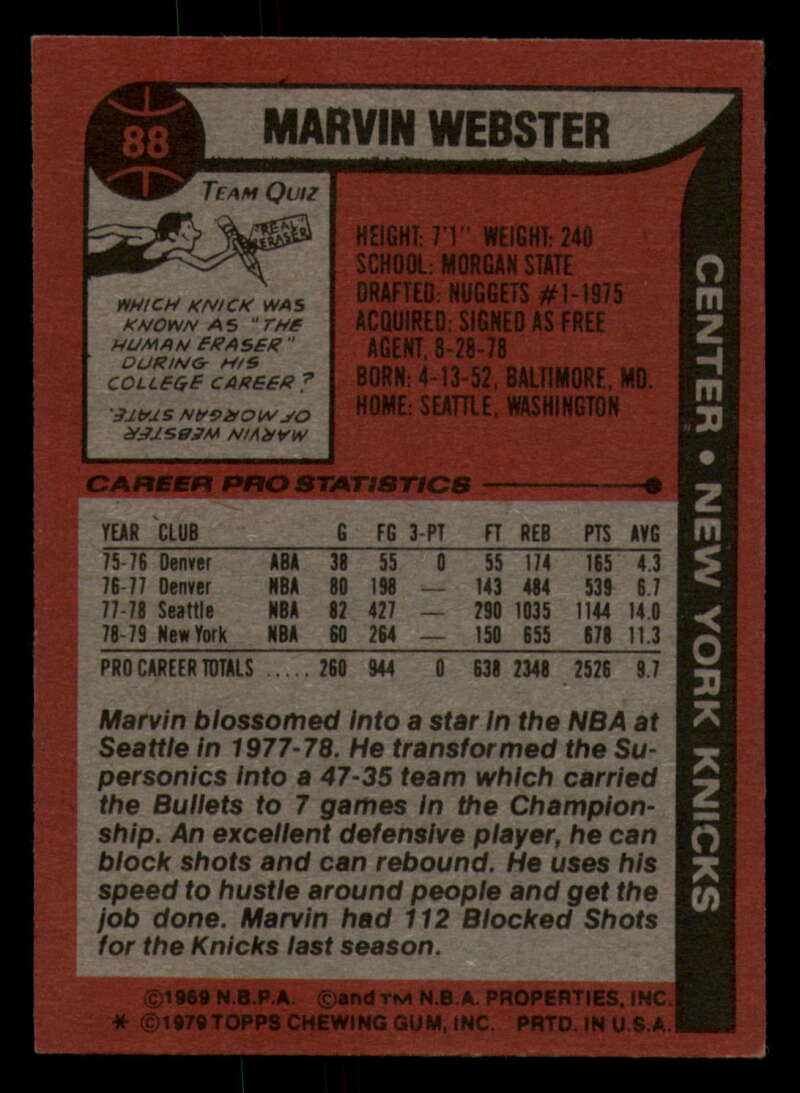 88
MARVIN WEBSTER
TEAM QUIZ
"REAL"
ERASER
WHICH KNICK WAS
KNOWN AS "THE
HUMAN ERASER"
DURING HIS
COLLEGE CAREER?
MARVIN WEBSTER
OF MORGAN STATE.
HEIGHT: 7'1" WEIGHT: 240
SCHOOL: MORGAN STATE
DRAFTED: NUGGETS #1-1975
ACQUIRED: SIGNED AS FREE
AGENT, 8-28-78
BORN: 4-13-52, BALTIMORE, MD.
HOME: SEATTLE, WASHINGTON
CENTER • NEW YORK KNICKS
CAREER PRO STATISTICS
YEAR CLUB G FG 3-PT FT REB PTS AVG
75-76 Denver ABA 38 55 0 55 174 165 4.3
76-77 Denver NBA 80 198 — 143 484 539 6.7
77-78 Seattle NBA 82 427 — 290 1035 1144 14.0
78-79 New York NBA 60 264 — 150 655 678 11.3
PRO CAREER TOTALS ..... 260 944 0 638 2348 2526 9.7
Marvin blossomed into a star in the NBA at
Seattle in 1977-78. He transformed the Su-
personics into a 47-35 team which carried
the Bullets to 7 games in the Champion-
ship. An excellent defensive player, he can
block shots and can rebound. He uses his
speed to hustle around people and get the
job done. Marvin had 112 Blocked Shots
for the Knicks last season.
©1969 N.B.P.A. ©and TM N.B.A. PROPERTIES, INC.
* ©1979 TOPPS CHEWING GUM, INC. PRTD. IN U.S.A.